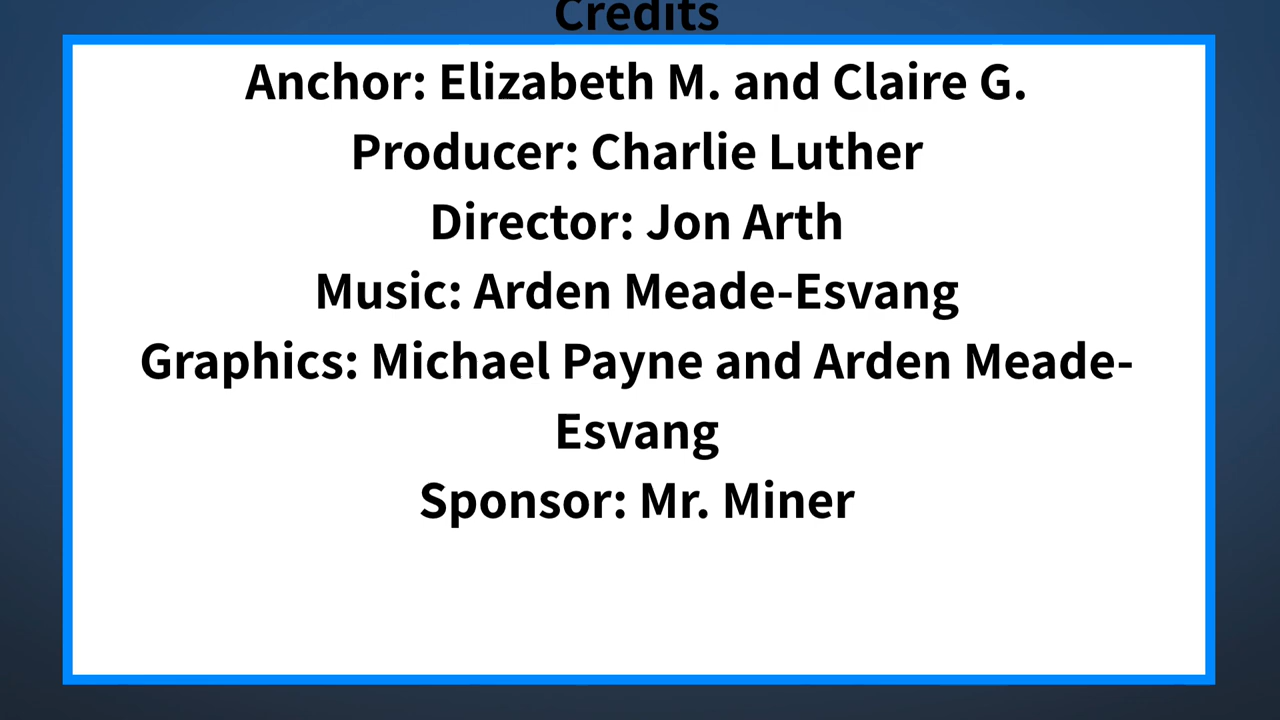 Credits
Anchor: Elizabeth M. and Claire G.
Producer: Charlie Luther
Director: Jon Arth
Music: Arden Meade-Esvang
Graphics: Michael Payne and Arden Meade-
Esvang
Sponsor: Mr. Miner